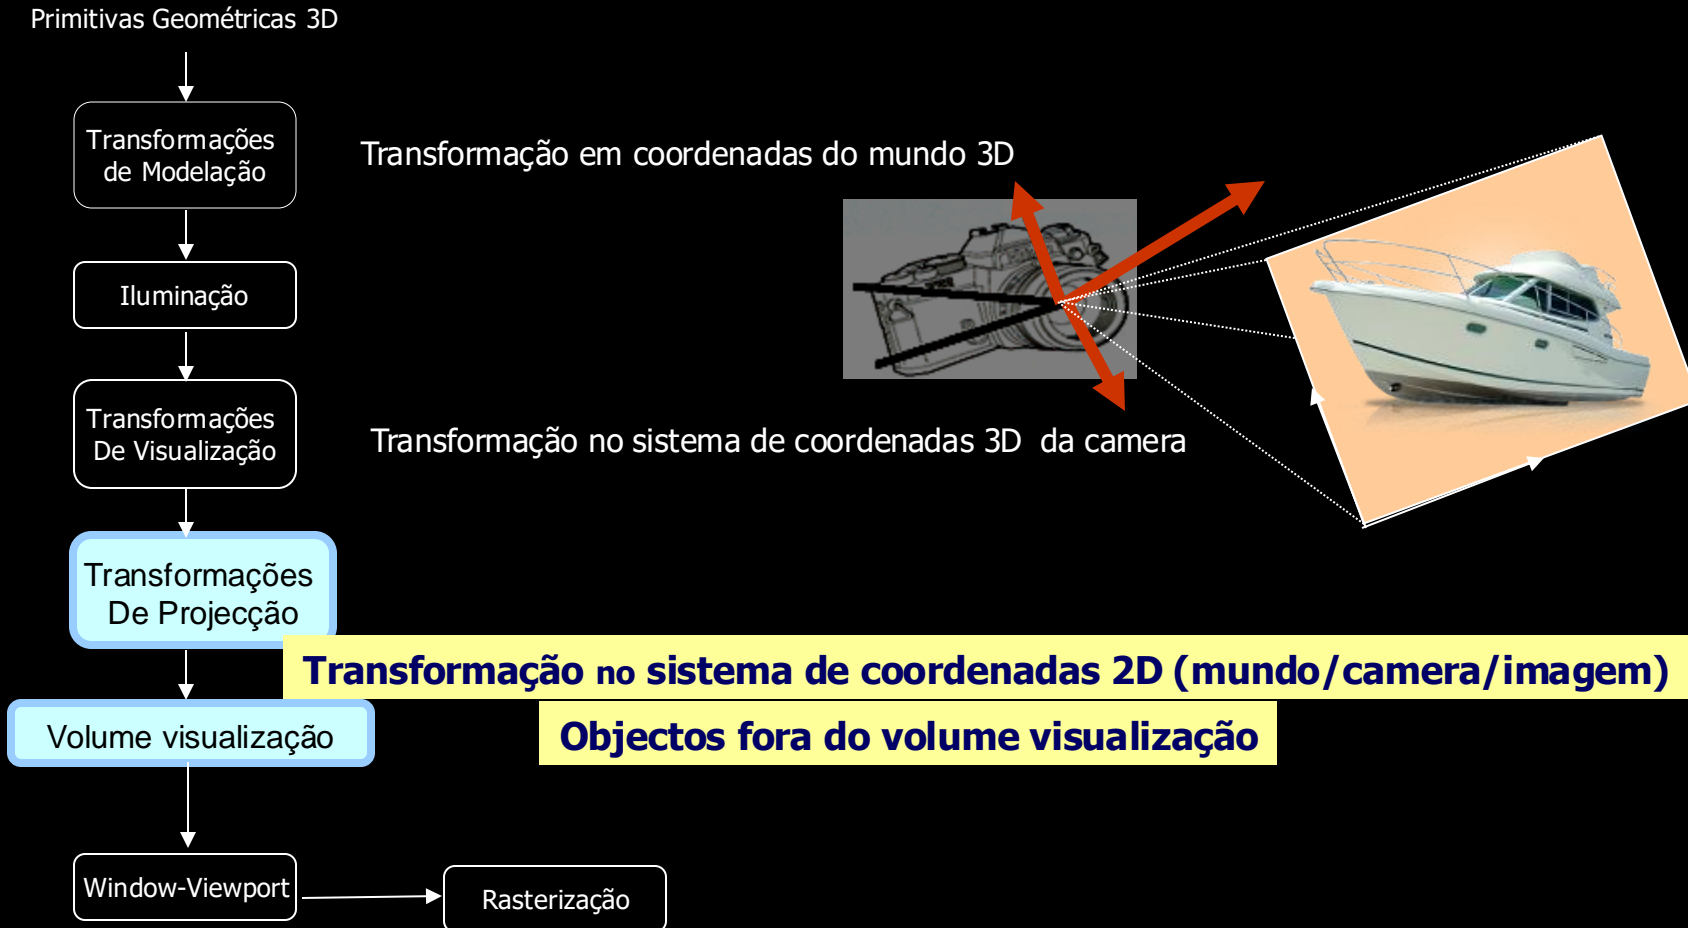 Primitivas Geométricas 3D
Transformações
de Modelação
Transformação em coordenadas do mundo 3D
Iluminação
Transformações
De Visualização
Transformação no sistema de coordenadas 3D  da camera
Transformações
De Projecção
Transformação no sistema de coordenadas 2D (mundo/camera/imagem)
Volume visualização
Objectos fora do volume visualização
Window-Viewport
Rasterização